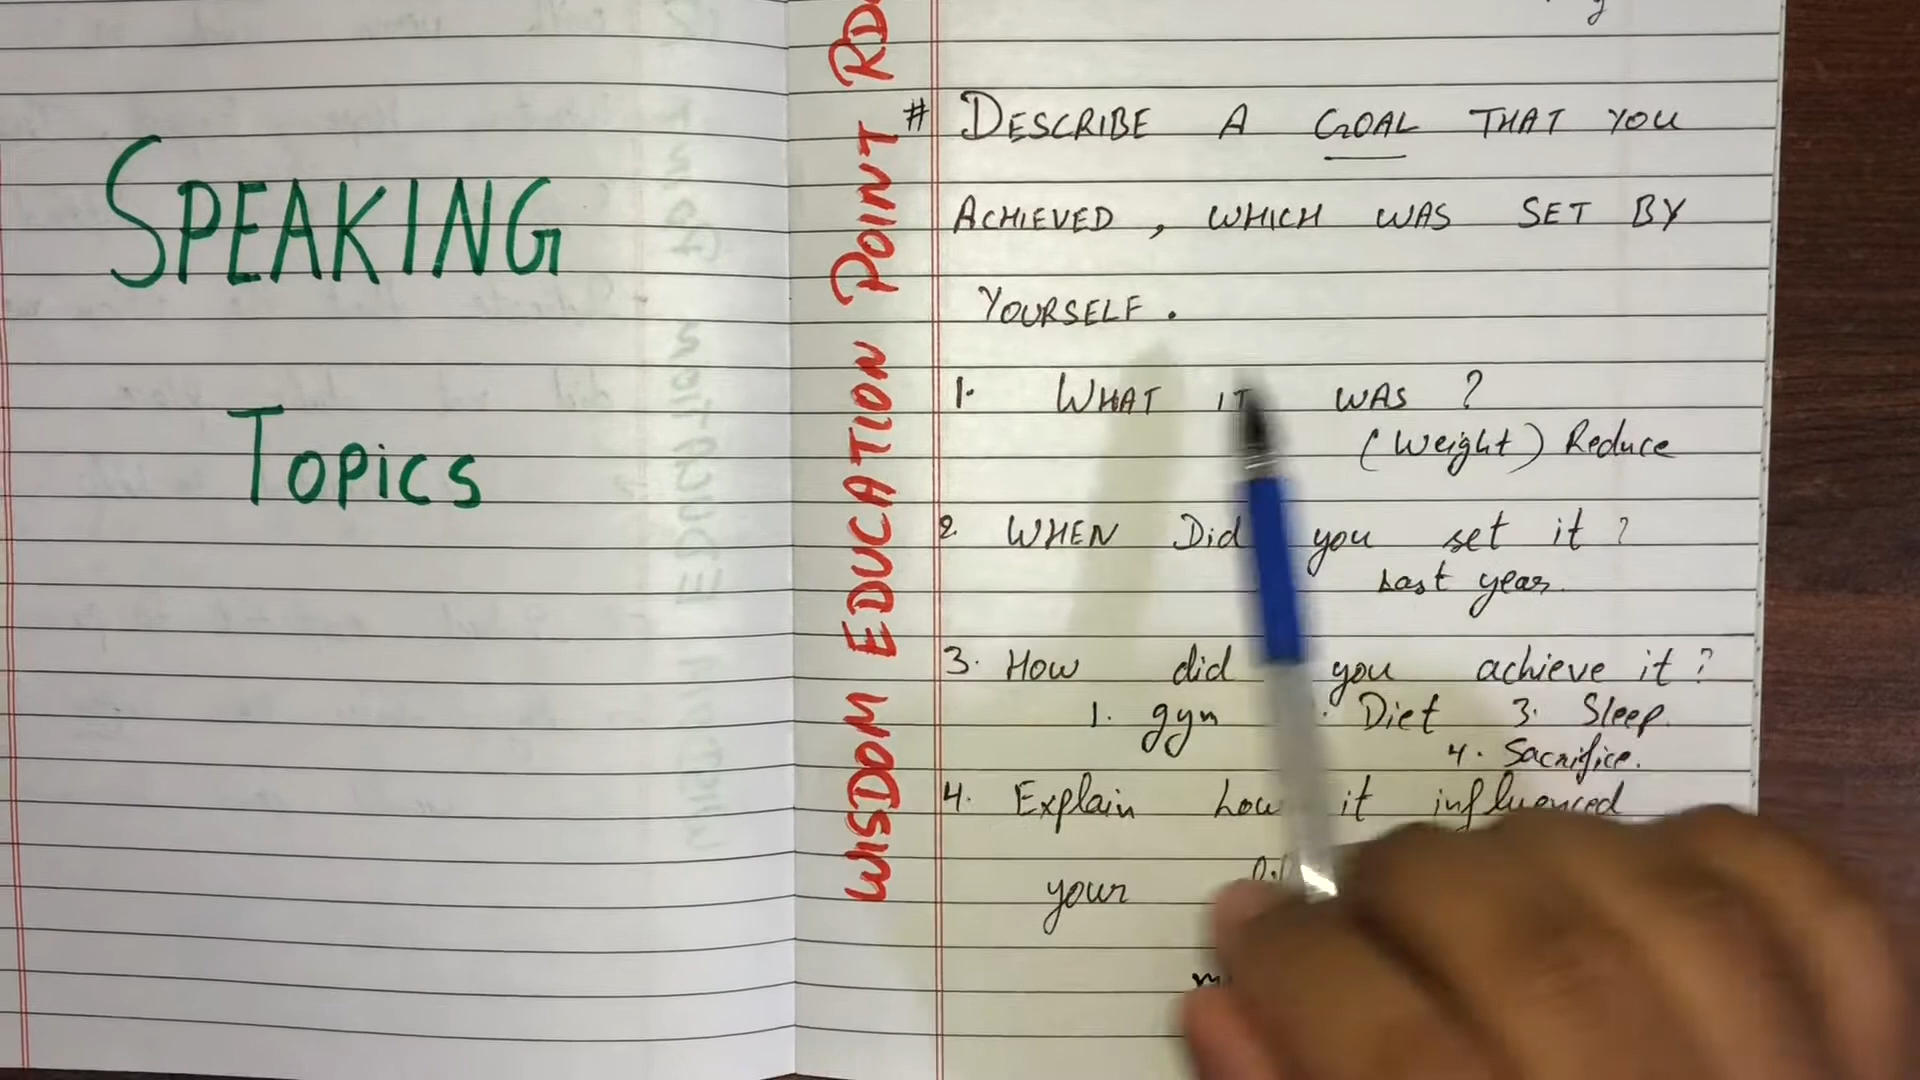 SPEAKING
TOPiCS
WISDOM EDUCATION POINT RD
# DESCRIBE A GOAL THAT YOU
ACHIEVED, WHICH WAS SET BY
YOURSELF.
1. WHAT IT WAS?
(Weight) Reduce
2. WHEN Did you set it?
Last year.
3. HOW did you achieve it?
1. gym Diet 3. Sleep.
4. Sacrifice.
4. Explain how it influenced
your